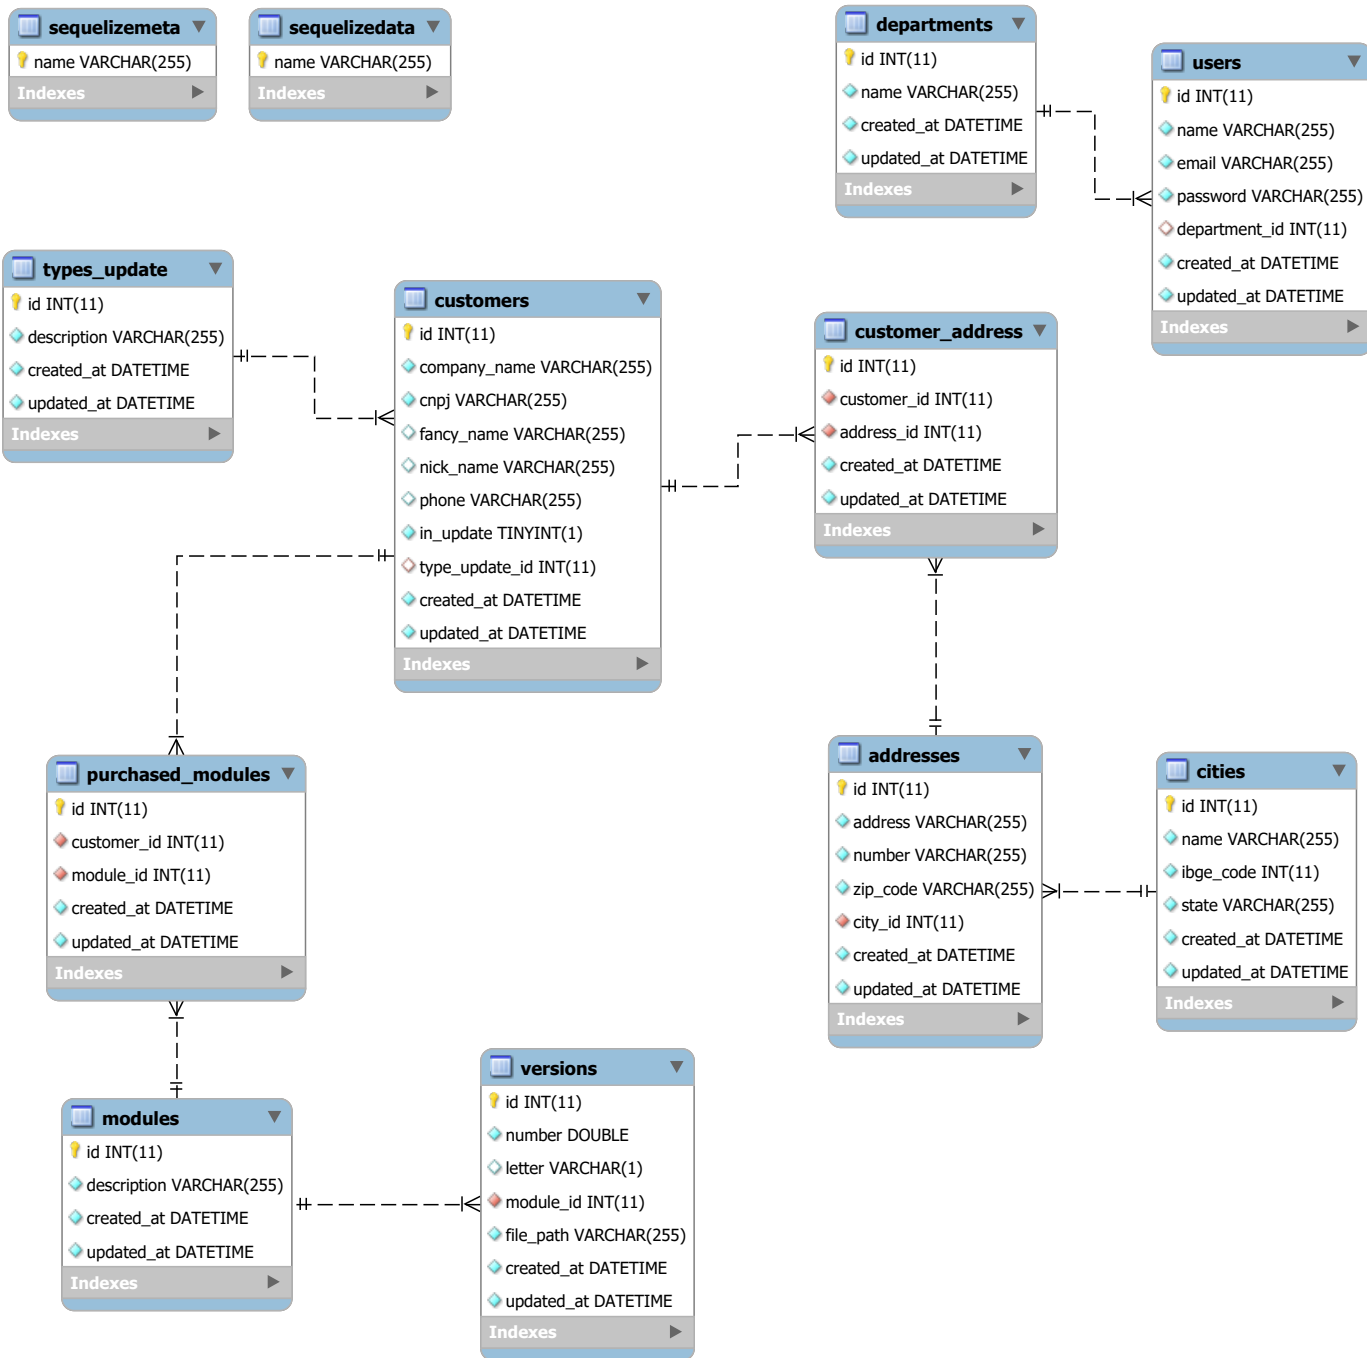 sequelizemeta
name VARCHAR(255)
Indexes
sequelizedata
name VARCHAR(255)
Indexes
departments
id INT(11)
name VARCHAR(255)
created_at DATETIME
updated_at DATETIME
Indexes
users
id INT(11)
name VARCHAR(255)
email VARCHAR(255)
password VARCHAR(255)
department_id INT(11)
created_at DATETIME
updated_at DATETIME
Indexes
types_update
id INT(11)
description VARCHAR(255)
created_at DATETIME
updated_at DATETIME
Indexes
customers
id INT(11)
company_name VARCHAR(255)
cnpj VARCHAR(255)
fancy_name VARCHAR(255)
nick_name VARCHAR(255)
phone VARCHAR(255)
in_update TINYINT(1)
type_update_id INT(11)
created_at DATETIME
updated_at DATETIME
Indexes
customer_address
id INT(11)
customer_id INT(11)
address_id INT(11)
created_at DATETIME
updated_at DATETIME
Indexes
purchased_modules
id INT(11)
customer_id INT(11)
module_id INT(11)
created_at DATETIME
updated_at DATETIME
Indexes
addresses
id INT(11)
address VARCHAR(255)
number VARCHAR(255)
zip_code VARCHAR(255)
city_id INT(11)
created_at DATETIME
updated_at DATETIME
Indexes
cities
id INT(11)
name VARCHAR(255)
ibge_code INT(11)
state VARCHAR(255)
created_at DATETIME
updated_at DATETIME
Indexes
modules
id INT(11)
description VARCHAR(255)
created_at DATETIME
updated_at DATETIME
Indexes
versions
id INT(11)
number DOUBLE
letter VARCHAR(1)
module_id INT(11)
file_path VARCHAR(255)
created_at DATETIME
updated_at DATETIME
Indexes